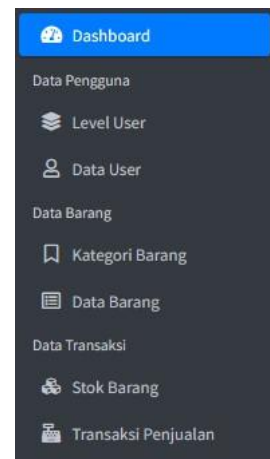 Dashboard
Data Pengguna
Level User
Data User
Data Barang
Kategori Barang
Data Barang
Data Transaksi
Stok Barang
Transaksi Penjualan